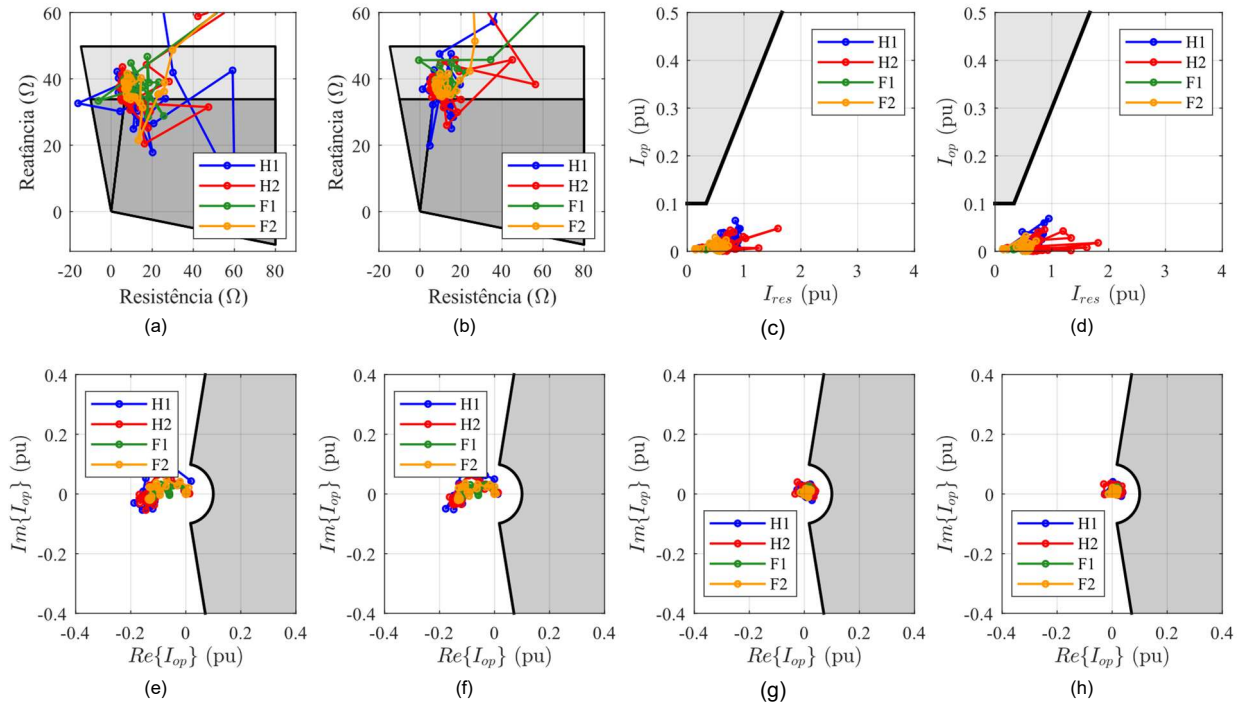 60
40
20
0
-20 0 20 40 60 80
Reatância (Ω)
Resistência (Ω)
H1
H2
F1
F2
(a)
60
40
20
0
-20 0 20 40 60 80
Reatância (Ω)
Resistência (Ω)
H1
H2
F1
F2
(b)
0.5
0.4
0.3
0.2
0.1
0
0 1 2 3 4
I_op (pu)
I_res (pu)
H1
H2
F1
F2
(c)
0.5
0.4
0.3
0.2
0.1
0
0 1 2 3 4
I_op (pu)
I_res (pu)
H1
H2
F1
F2
(d)
0.4
0.2
0
-0.2
-0.4
-0.4 -0.2 0 0.2 0.4
Im{I_op} (pu)
Re{I_op} (pu)
H1
H2
F1
F2
(e)
0.4
0.2
0
-0.2
-0.4
-0.4 -0.2 0 0.2 0.4
Im{I_op} (pu)
Re{I_op} (pu)
H1
H2
F1
F2
(f)
0.4
0.2
0
-0.2
-0.4
-0.4 -0.2 0 0.2 0.4
Im{I_op} (pu)
Re{I_op} (pu)
H1
H2
F1
F2
(g)
0.4
0.2
0
-0.2
-0.4
-0.4 -0.2 0 0.2 0.4
Im{I_op} (pu)
Re{I_op} (pu)
H1
H2
F1
F2
(h)